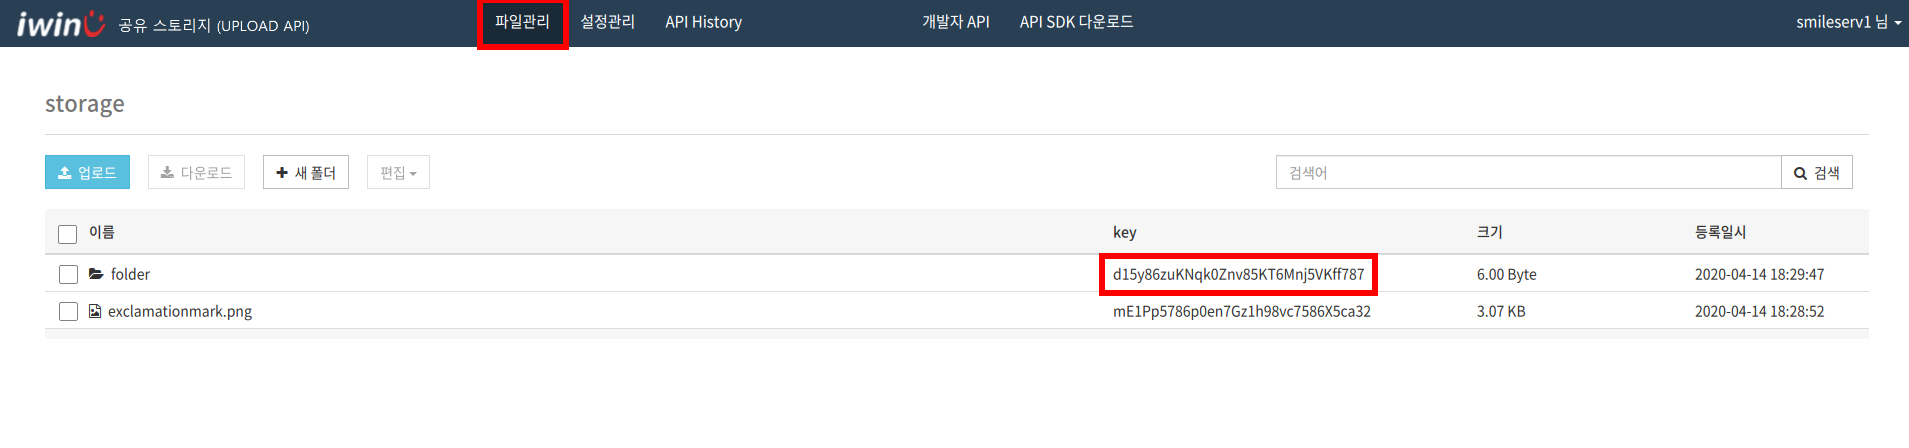 iwinU 공유 스토리지 (UPLOAD API) 파일관리 설정관리 API History 개발자 API API SDK 다운로드 smileserv1 님
storage
업로드 다운로드 새 폴더 편집 검색어 검색
이름 key 크기 등록일시
folder d15y86zuKNqk0Znv85KT6Mnj5VKff787 6.00 Byte 2020-04-14 18:29:47
exclamationmark.png mE1Pp5786p0en7Gz1h98vc7586X5ca32 3.07 KB 2020-04-14 18:28:52